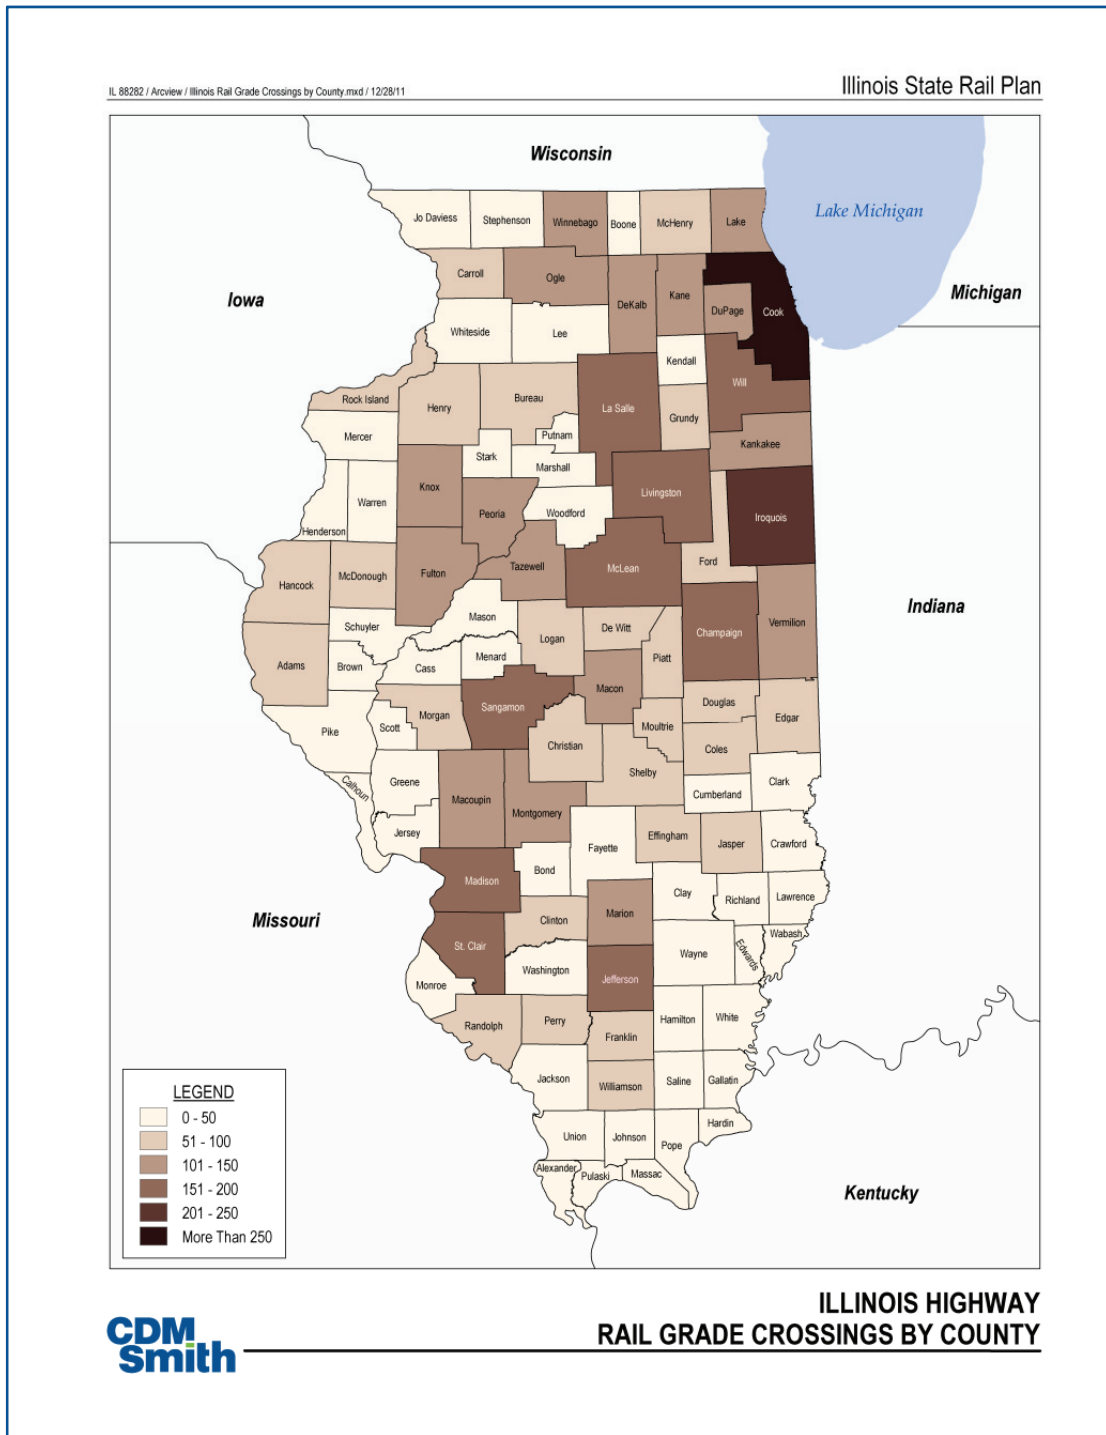 IL 88282 / Arcview / Illinois Rail Grade Crossings by County.mxd / 12/28/11
Illinois State Rail Plan
Wisconsin
Lake Michigan
Michigan
Iowa
Indiana
Missouri
Kentucky
Jo Daviess
Stephenson
Winnebago
Boone
McHenry
Lake
Carroll
Ogle
DeKalb
Kane
DuPage
Cook
Whiteside
Lee
Kendall
Will
Rock Island
Henry
Bureau
La Salle
Grundy
Mercer
Putnam
Kankakee
Stark
Marshall
Knox
Warren
Henderson
Peoria
Woodford
Livingston
Iroquois
Ford
Hancock
McDonough
Fulton
Tazewell
McLean
Schuyler
Mason
Logan
De Witt
Champaign
Vermilion
Adams
Brown
Cass
Menard
Piatt
Macon
Sangamon
Morgan
Scott
Pike
Douglas
Edgar
Moultrie
Christian
Coles
Shelby
Greene
Calhoun
Macoupin
Montgomery
Cumberland
Clark
Jersey
Effingham
Jasper
Crawford
Fayette
Bond
Madison
Clay
Richland
Lawrence
Clinton
Marion
St. Clair
Wabash
Edwards
Wayne
Washington
Jefferson
Monroe
Randolph
Perry
Hamilton
White
Franklin
Jackson
Williamson
Saline
Gallatin
Union
Johnson
Pope
Hardin
Alexander
Pulaski
Massac
LEGEND
0 - 50
51 - 100
101 - 150
151 - 200
201 - 250
More Than 250
ILLINOIS HIGHWAY
RAIL GRADE CROSSINGS BY COUNTY
CDM
Smith